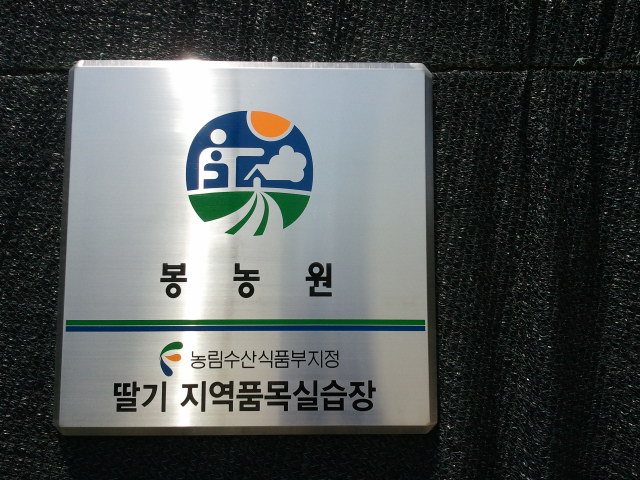 봉 농 원
농림수산식품부지정
딸기 지역품목실습장